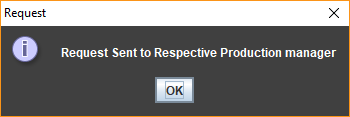 Request
Request Sent to Respective Production manager
OK